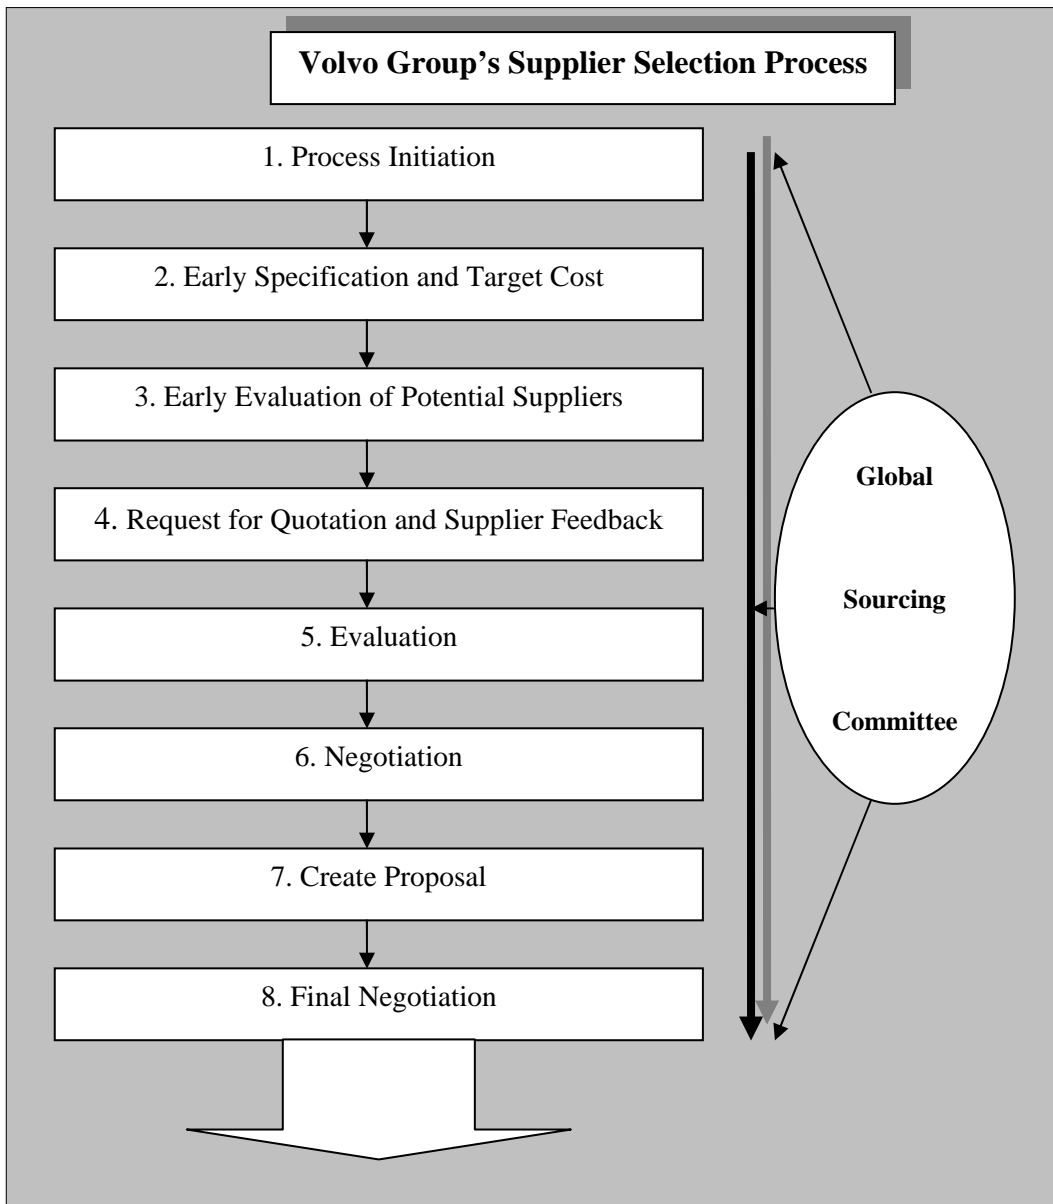 Volvo Group's Supplier Selection Process
1. Process Initiation
2. Early Specification and Target Cost
3. Early Evaluation of Potential Suppliers
4. Request for Quotation and Supplier Feedback
5. Evaluation
6. Negotiation
7. Create Proposal
8. Final Negotiation
Global
Sourcing
Committee